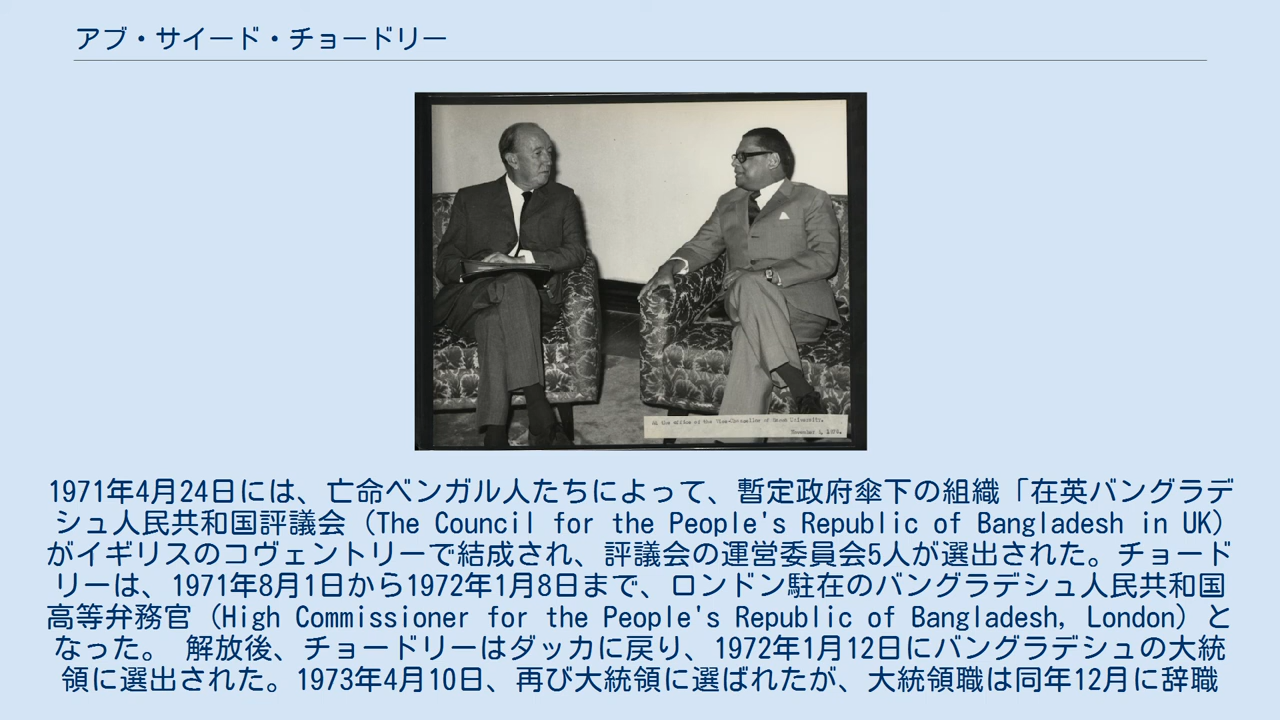 アブ・サイード・チョードリー
At the office of the Vice-Chancellor of Dacca University.
November 4, 1970.
1971年4月24日には、亡命ベンガル人たちによって、暫定政府傘下の組織「在英バングラデ
シュ人民共和国評議会（The Council for the People's Republic of Bangladesh in UK）
がイギリスのコヴェントリーで結成され、評議会の運営委員会5人が選出された。チョード
リーは、1971年8月1日から1972年1月8日まで、ロンドン駐在のバングラデシュ人民共和国
高等弁務官（High Commissioner for the People's Republic of Bangladesh, London）と
なった。 解放後、チョードリーはダッカに戻り、1972年1月12日にバングラデシュの大統
領に選出された。1973年4月10日、再び大統領に選ばれたが、大統領職は同年12月に辞職